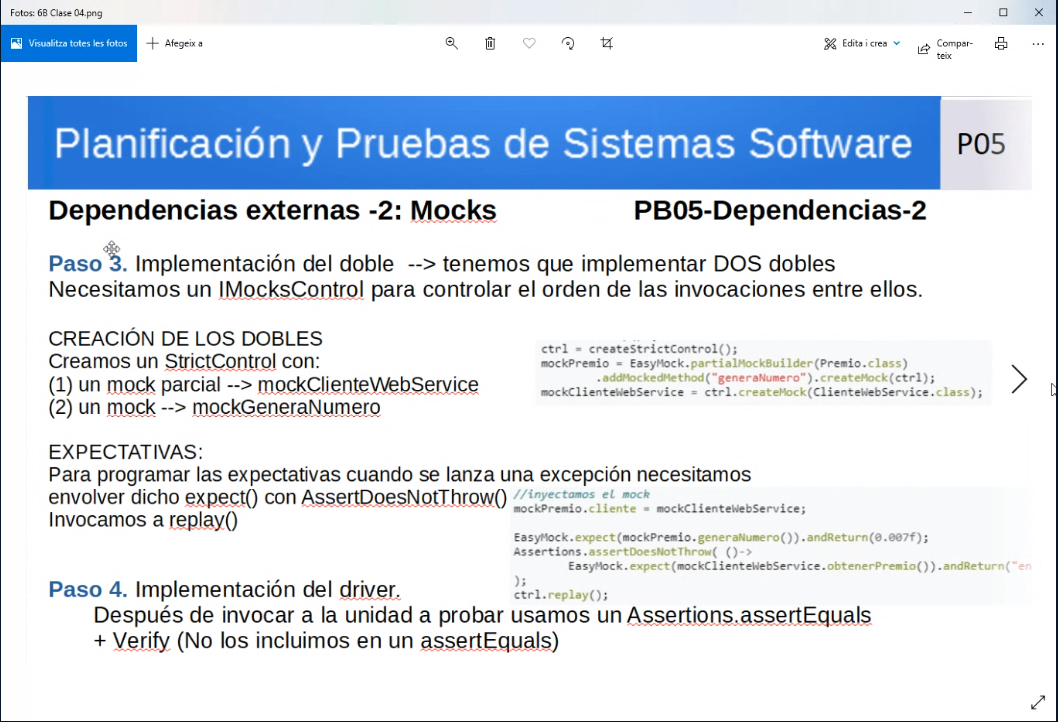 Fotos: 6B Clase 04.png
Visualitza totes les fotos
Afegeix a
Edita i crea
Compar-
teix
Planificación y Pruebas de Sistemas Software
P05
Dependencias externas -2: Mocks PB05-Dependencias-2
Paso 3. Implementación del doble --> tenemos que implementar DOS dobles
Necesitamos un IMocksControl para controlar el orden de las invocaciones entre ellos.
CREACIÓN DE LOS DOBLES
Creamos un StrictControl con:
(1) un mock parcial --> mockClienteWebService
(2) un mock --> mockGeneraNumero
ctrl = createStrictControl();
mockPremio = EasyMock.partialMockBuilder(Premio.class)
.addMockedMethod("generaNumero").createMock(ctrl);
mockClienteWebService = ctrl.createMock(ClienteWebService.class);
EXPECTATIVAS:
Para programar las expectativas cuando se lanza una excepción necesitamos
envolver dicho expect() con AssertDoesNotThrow()
Invocamos a replay()
//inyectamos el mock
mockPremio.cliente = mockClienteWebService;
EasyMock.expect(mockPremio.generaNumero()).andReturn(0.007f);
Assertions.assertDoesNotThrow( ()->
EasyMock.expect(mockClienteWebService.obtenerPremio()).andReturn("en
);
ctrl.replay();
Paso 4. Implementación del driver.
Después de invocar a la unidad a probar usamos un Assertions.assertEquals
+ Verify (No los incluimos en un assertEquals)